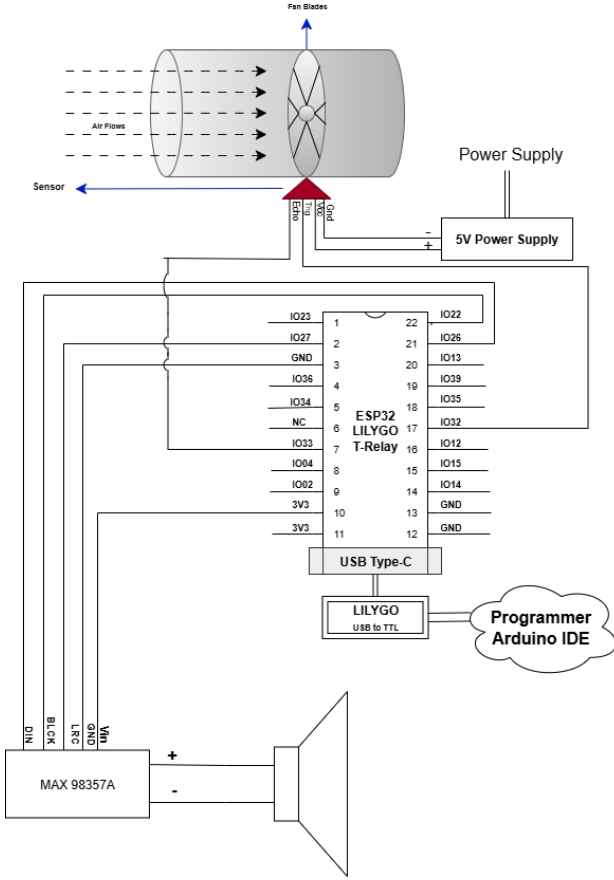 Fan Blades
Air Flows
Sensor
Echo
Trig
Vcc
Gnd
Power Supply
-
+
5V Power Supply
IO23 1 22 IO22
IO27 2 21 IO26
GND 3 20 IO13
IO36 4 19 IO39
IO34 5 18 IO35
NC 6 17 IO32
IO33 7 16 IO12
IO04 8 15 IO15
IO02 9 14 IO14
3V3 10 13 GND
3V3 11 12 GND
ESP32
LILYGO
T-Relay
USB Type-C
LILYGO
USB to TTL
Programmer
Arduino IDE
DIN
BLCK
LRC
GND
Vin
MAX 98357A
+
-